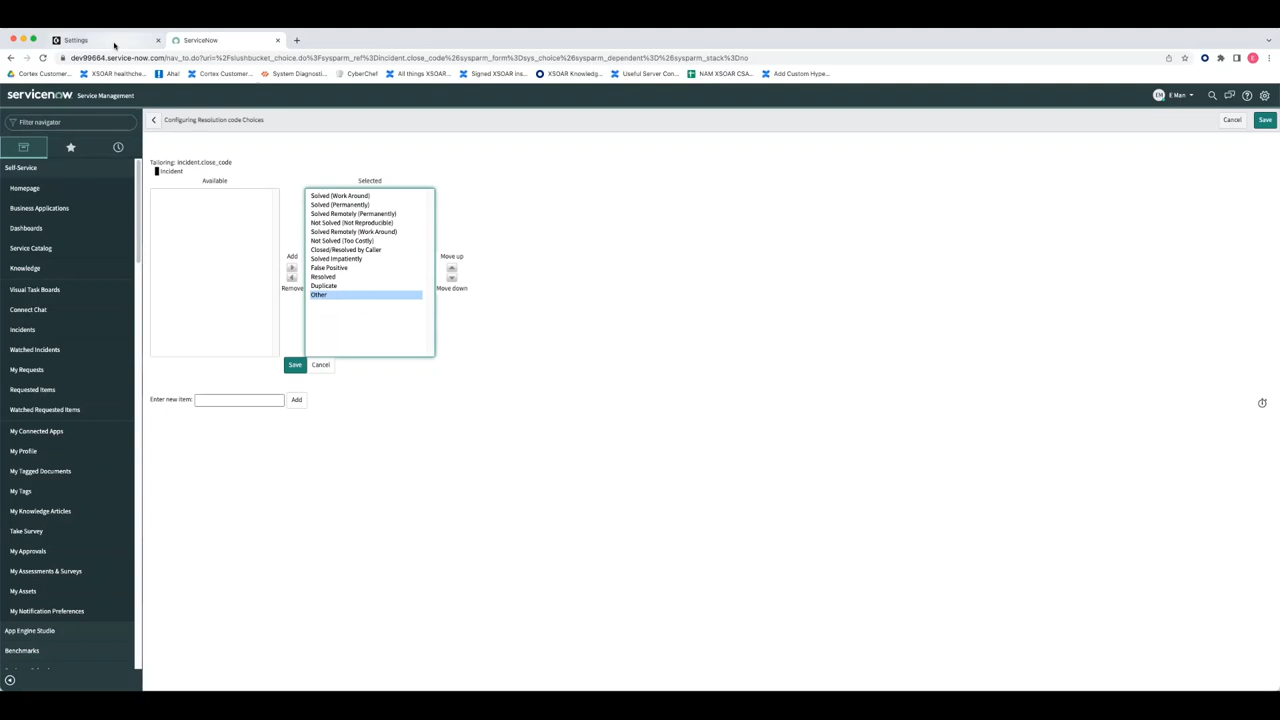 Settings
ServiceNow
dev99664.service-now.com/nav_to.do?uri=%2Fslushbucket_choice.do%3Fsysparm_ref%3Dincident.close_code%26sysparm_form%3Dsys_choice%26sysparm_dependent%3D%26sysparm_stack%3Dno
Cortex Customer...
XSOAR healthche...
Aha!
Cortex Customer...
System Diagnosti...
CyberChef
All things XSOAR...
Signed XSOAR ins...
XSOAR Knowledg...
Useful Server Con...
NAM XSOAR CSA...
Add Custom Hype...
servicenow Service Management
EM E Man
Filter navigator
Configuring Resolution code Choices
Cancel
Save
Self-Service
Homepage
Business Applications
Dashboards
Service Catalog
Knowledge
Visual Task Boards
Connect Chat
Incidents
Watched Incidents
My Requests
Requested Items
Watched Requested Items
My Connected Apps
My Profile
My Tagged Documents
My Tags
My Knowledge Articles
Take Survey
My Approvals
My Assessments & Surveys
My Assets
My Notification Preferences
App Engine Studio
Benchmarks
Tailoring: Incident.close_code
Incident
Available
Selected
Solved (Work Around)
Solved (Permanently)
Solved Remotely (Permanently)
Not Solved (Not Reproducible)
Solved Remotely (Work Around)
Not Solved (Too Costly)
Closed/Resolved by Caller
Solved Impatiently
False Positive
Resolved
Duplicate
Other
Add
Remove
Move up
Move down
Save
Cancel
Enter new item:
Add